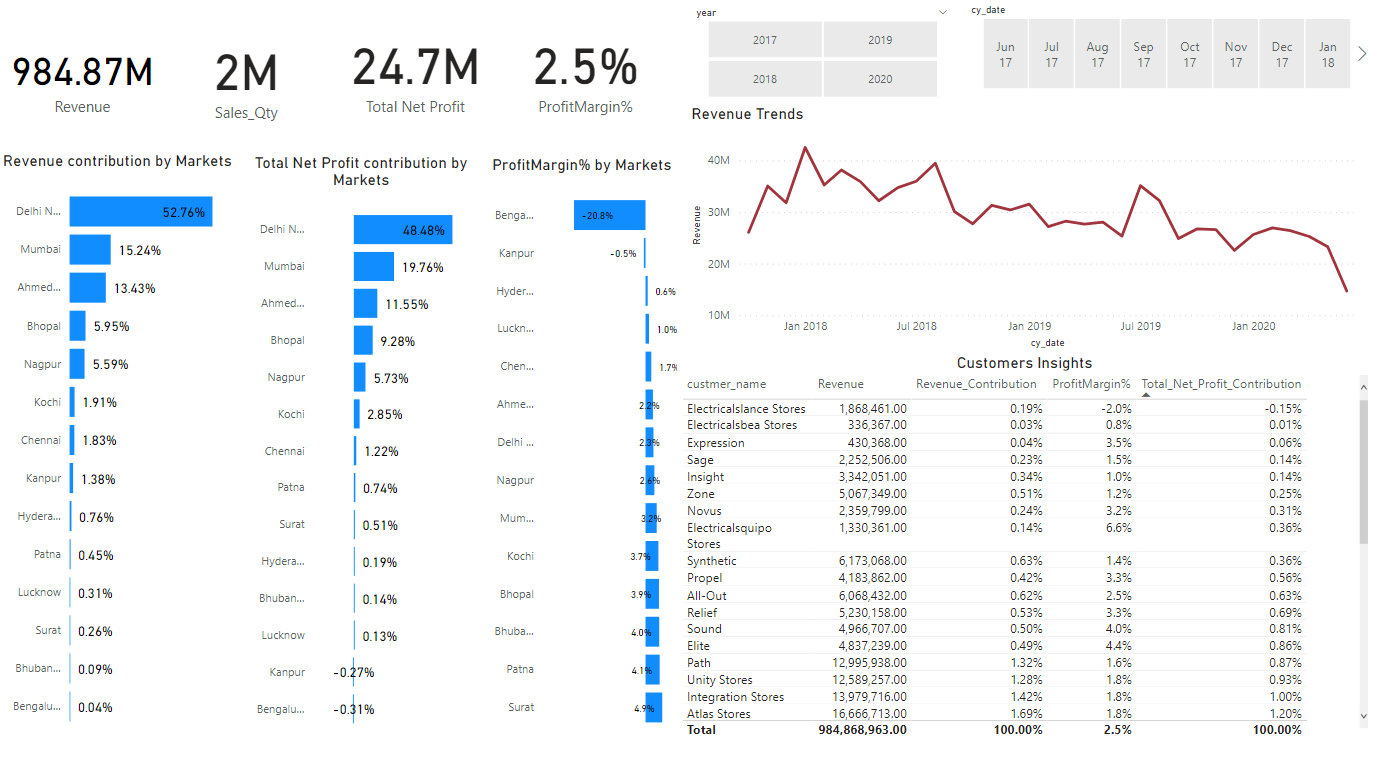 984.87M
Revenue
2M
Sales_Qty
24.7M
Total Net Profit
2.5%
ProfitMargin%
year
2017
2019
2018
2020
cy_date
Jun
17
Jul
17
Aug
17
Sep
17
Oct
17
Nov
17
Dec
17
Jan
18
Revenue contribution by Markets
Delhi N... 52.76%
Mumbai 15.24%
Ahmed... 13.43%
Bhopal 5.95%
Nagpur 5.59%
Kochi 1.91%
Chennai 1.83%
Kanpur 1.38%
Hydera... 0.76%
Patna 0.45%
Lucknow 0.31%
Surat 0.26%
Bhuban... 0.09%
Bengalu... 0.04%
Total Net Profit contribution by
Markets
Delhi N... 48.48%
Mumbai 19.76%
Ahmed... 11.55%
Bhopal 9.28%
Nagpur 5.73%
Kochi 2.85%
Chennai 1.22%
Patna 0.74%
Surat 0.51%
Hydera... 0.19%
Bhuban... 0.14%
Lucknow 0.13%
Kanpur -0.27%
Bengalu... -0.31%
ProfitMargin% by Markets
Benga... -20.8%
Kanpur -0.5%
Hyder... 0.6%
Luckn... 1.0%
Chen... 1.7%
Ahme... 2.2%
Delhi ... 2.3%
Nagpur 2.6%
Mum... 3.2%
Kochi 3.7%
Bhopal 3.9%
Bhuba... 4.0%
Patna 4.1%
Surat 4.9%
Revenue Trends
Revenue
40M
30M
20M
10M
Jan 2018 Jul 2018 Jan 2019 Jul 2019 Jan 2020
cy_date
Customers Insights
custmer_name Revenue Revenue_Contribution ProfitMargin% Total_Net_Profit_Contribution
Electricalslance Stores 1,868,461.00 0.19% -2.0% -0.15%
Electricalsbea Stores 336,367.00 0.03% 0.8% 0.01%
Expression 430,368.00 0.04% 3.5% 0.06%
Sage 2,252,506.00 0.23% 1.5% 0.14%
Insight 3,342,051.00 0.34% 1.0% 0.14%
Zone 5,067,349.00 0.51% 1.2% 0.25%
Novus 2,359,799.00 0.24% 3.2% 0.31%
Electricalsquipo 1,330,361.00 0.14% 6.6% 0.36%
Stores
Synthetic 6,173,068.00 0.63% 1.4% 0.36%
Propel 4,183,862.00 0.42% 3.3% 0.56%
All-Out 6,068,432.00 0.62% 2.5% 0.63%
Relief 5,230,158.00 0.53% 3.3% 0.69%
Sound 4,966,707.00 0.50% 4.0% 0.81%
Elite 4,837,239.00 0.49% 4.4% 0.86%
Path 12,995,938.00 1.32% 1.6% 0.87%
Unity Stores 12,589,257.00 1.28% 1.8% 0.93%
Integration Stores 13,979,716.00 1.42% 1.8% 1.00%
Atlas Stores 16,666,713.00 1.69% 1.8% 1.20%
Total 984,868,963.00 100.00% 2.5% 100.00%